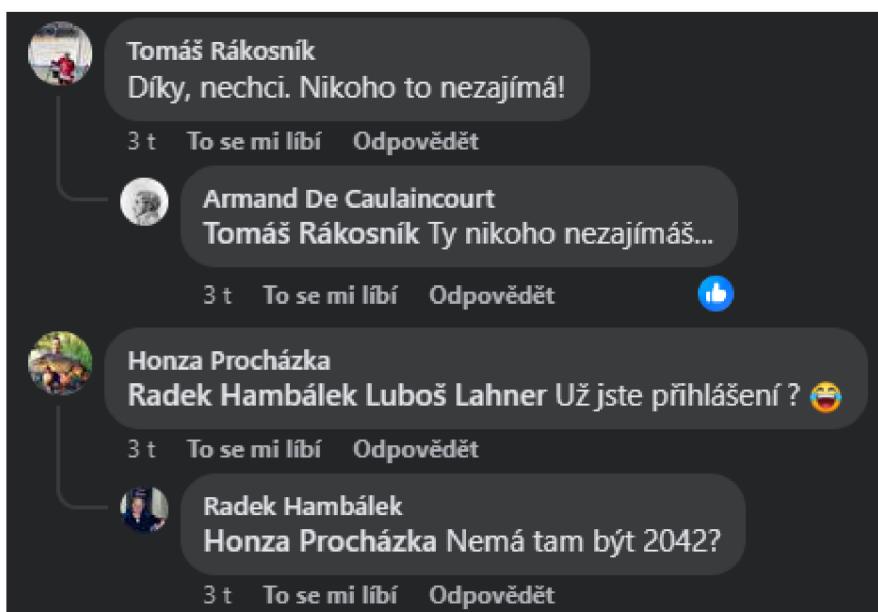 Tomáš Rákosník
Díky, nechci. Nikoho to nezajímá!
3 t To se mi líbí Odpovědět
Armand De Caulaincourt
Tomáš Rákosník Ty nikoho nezajímáš...
3 t To se mi líbí Odpovědět
Honza Procházka
Radek Hambálek Luboš Lahner Už jste přihlášení ? 😂
3 t To se mi líbí Odpovědět
Radek Hambálek
Honza Procházka Nemá tam být 2042?
3 t To se mi líbí Odpovědět